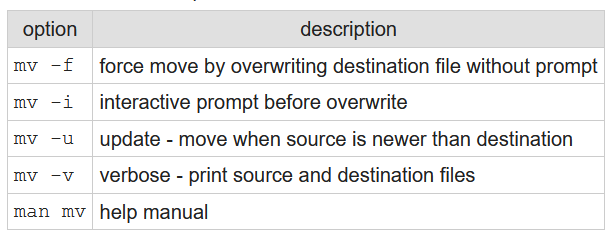 option description
mv -f force move by overwriting destination file without prompt
mv -i interactive prompt before overwrite
mv -u update - move when source is newer than destination
mv -v verbose - print source and destination files
man mv help manual